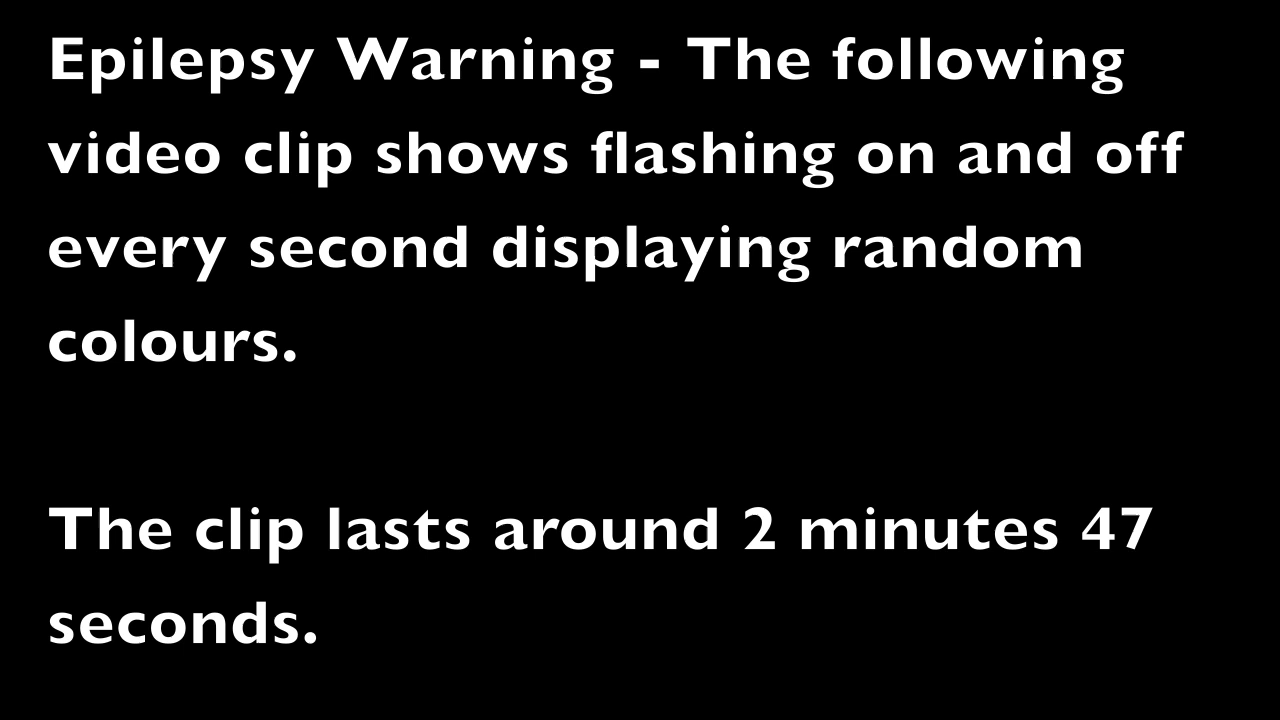 Epilepsy Warning - The following
video clip shows flashing on and off
every second displaying random
colours.
The clip lasts around 2 minutes 47
seconds.